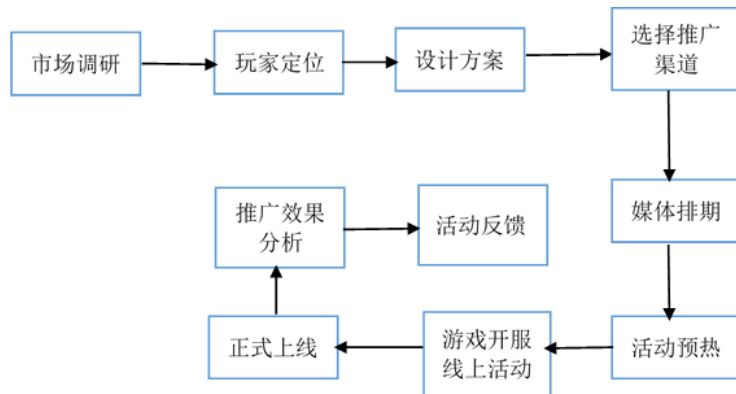 市场调研
玩家定位
设计方案
选择推广
渠道
媒体排期
活动预热
游戏开服
线上活动
正式上线
推广效果
分析
活动反馈